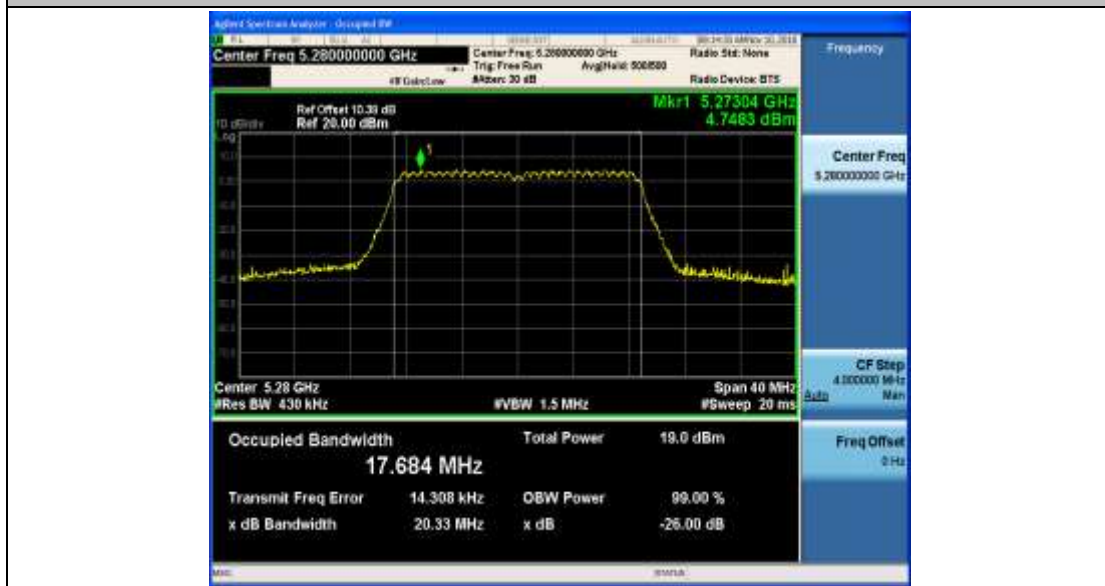 Agilent Spectrum Analyzer - Occupied BW
Center Freq 5.280000000 GHz
Center Freq: 5.280000000 GHz
Radio Std: None
Trig: Free Run
Avg|Hold: 500/500
#IFGain:Low
#Atten: 30 dB
Radio Device: BTS
Frequency
Ref Offset 10.39 dB
Mkr1 5.27304 GHz
10 dB/div
Ref 20.00 dBm
4.7483 dBm
Log
1
Center Freq
5.280000000 GHz
Center 5.28 GHz
Span 40 MHz
#Res BW 430 kHz
#VBW 1.5 MHz
#Sweep 20 ms
CF Step
4.000000 MHz
Auto
Man
Occupied Bandwidth
Total Power
19.0 dBm
17.684 MHz
Freq Offset
0 Hz
Transmit Freq Error
14.308 kHz
OBW Power
99.00 %
x dB Bandwidth
20.33 MHz
x dB
-26.00 dB
MSG
STATUS